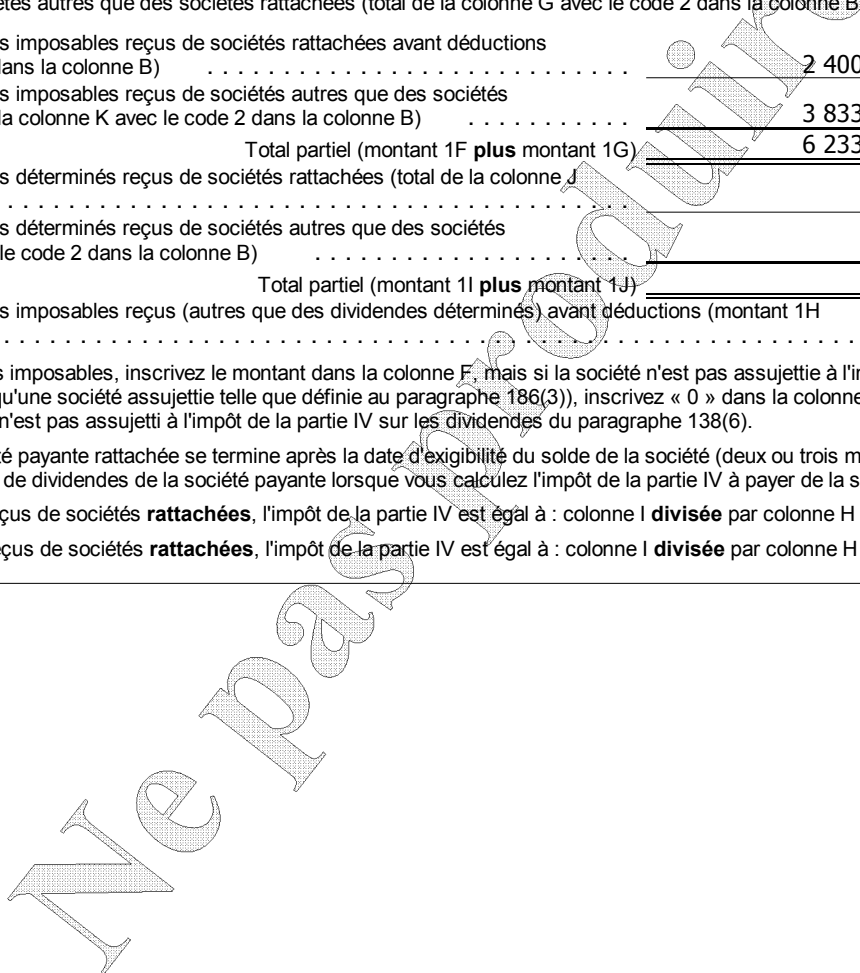 étés autres que des sociétés rattachées (total de la colonne G avec le code 2 dans la colonne B
s imposables reçus de sociétés rattachées avant déductions
dans la colonne B) . . . . . . . . . . . . . . . . . . . . . . . . . . . . 2 400
s imposables reçus de sociétés autres que des sociétés
la colonne K avec le code 2 dans la colonne B) . . . . . . . . . . . 3 833
Total partiel (montant 1F plus montant 1G) 6 233
s déterminés reçus de sociétés rattachées (total de la colonne J
. . . . . . . . . . . . . . . . . . . . . . . . . . . . . . . . . . . . . . . . .
s déterminés reçus de sociétés autres que des sociétés
le code 2 dans la colonne B) . . . . . . . . . . . . . . . . . . . . .
Total partiel (montant 1I plus montant 1J)
s imposables reçus (autres que des dividendes déterminés) avant déductions (montant 1H
. . . . . . . . . . . . . . . . . . . . . . . . . . . . . . . . . . . . . . . . . . . . . . . . . . . . . . . .
s imposables, inscrivez le montant dans la colonne F, mais si la société n'est pas assujettie à l'i
qu'une société assujettie telle que définie au paragraphe 186(3)), inscrivez « 0 » dans la colonne
n'est pas assujetti à l'impôt de la partie IV sur les dividendes du paragraphe 138(6).
té payante rattachée se termine après la date d'exigibilité du solde de la société (deux ou trois m
de dividendes de la société payante lorsque vous calculez l'impôt de la partie IV à payer de la s
çus de sociétés rattachées, l'impôt de la partie IV est égal à : colonne I divisée par colonne H
eçus de sociétés rattachées, l'impôt de la partie IV est égal à : colonne I divisée par colonne H
Ne pas produire